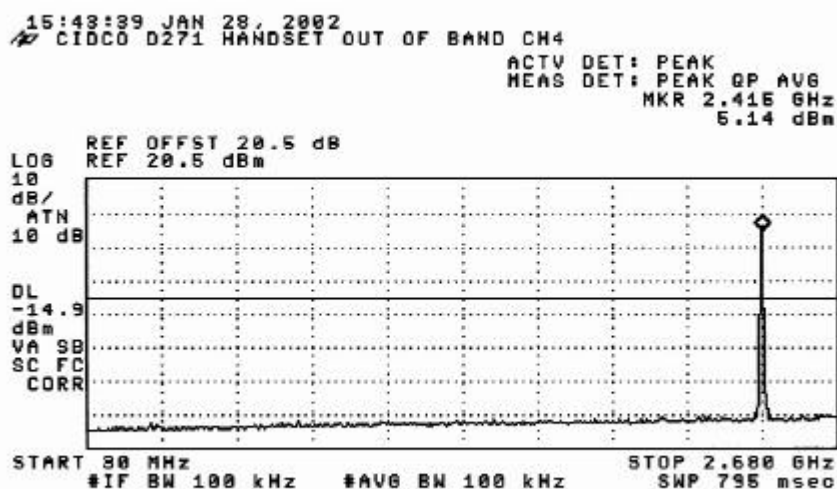 15:43:39 JAN 28, 2002
hp CIDCO D271 HANDSET OUT OF BAND CH4
ACTV DET: PEAK
MEAS DET: PEAK QP AVG
MKR 2.415 GHz
5.14 dBm
REF OFFST 20.5 dB
LOG REF 20.5 dBm
10
dB/
ATN
10 dB
DL
-14.9
dBm
VA SB
SC FC
CORR
START 30 MHz STOP 2.680 GHz
#IF BW 100 kHz #AVG BW 100 kHz SWP 795 msec